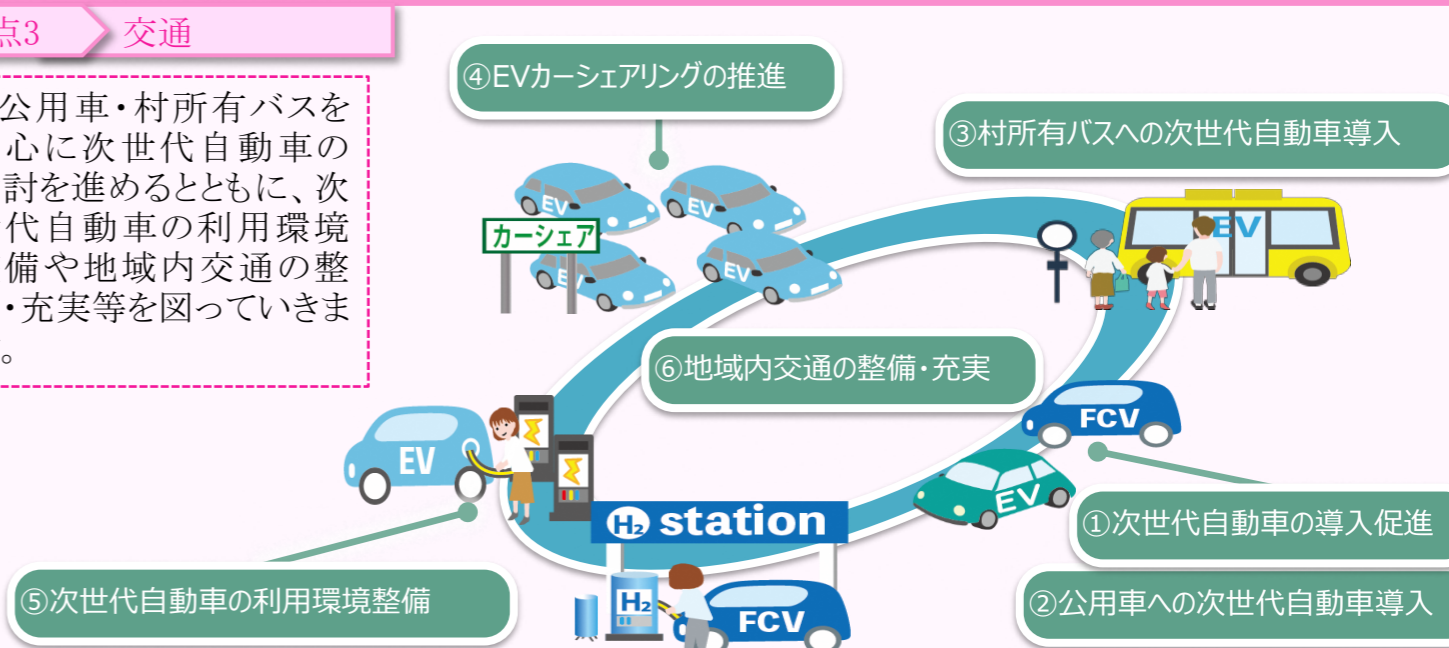 点3 交通
公用車・村所有バスを
心に次世代自動車の
討を進めるとともに、次
代自動車の利用環境
備や地域内交通の整
・充実等を図っていきま
。
④EVカーシェアリングの推進
③村所有バスへの次世代自動車導入
EV
EV
カーシェア
EV
EV
EV
⑥地域内交通の整備・充実
FCV
EV
EV
H₂ station
①次世代自動車の導入促進
⑤次世代自動車の利用環境整備
H₂
FCV
②公用車への次世代自動車導入